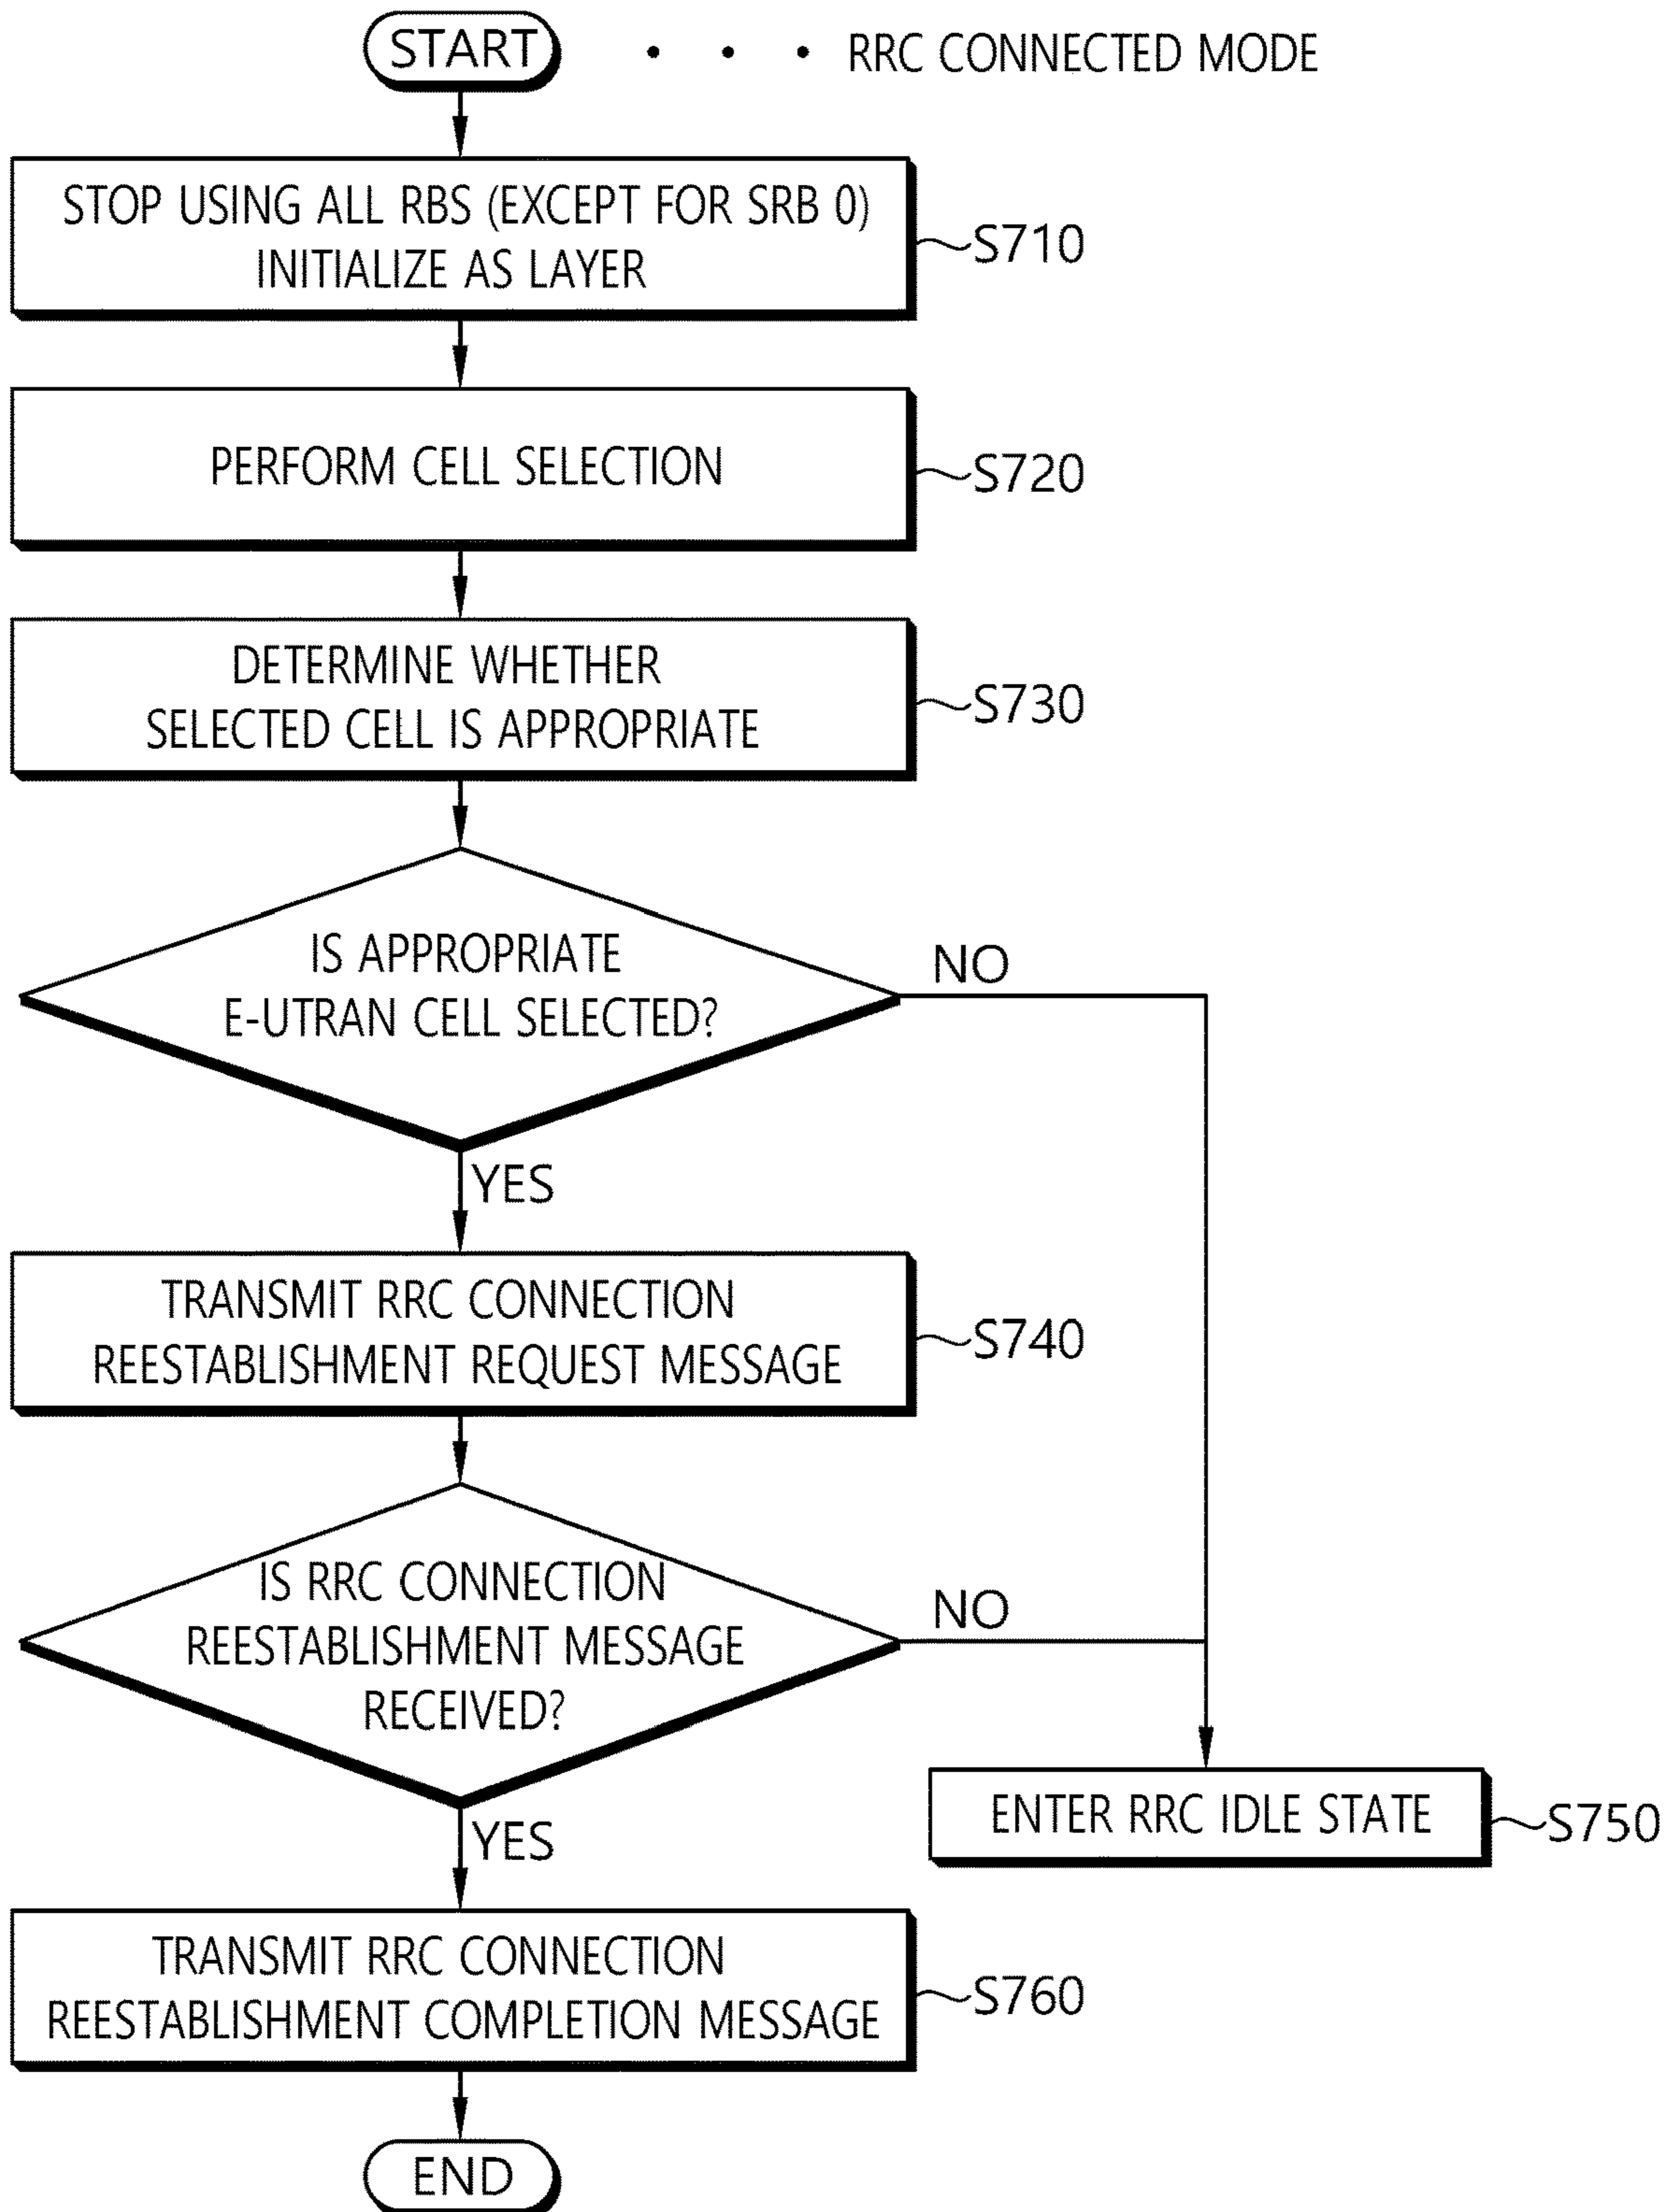 START
• • • RRC CONNECTED MODE
STOP USING ALL RBS (EXCEPT FOR SRB 0)
INITIALIZE AS LAYER
S710
PERFORM CELL SELECTION
S720
DETERMINE WHETHER
SELECTED CELL IS APPROPRIATE
S730
IS APPROPRIATE
E-UTRAN CELL SELECTED?
NO
YES
TRANSMIT RRC CONNECTION
REESTABLISHMENT REQUEST MESSAGE
S740
IS RRC CONNECTION
REESTABLISHMENT MESSAGE
RECEIVED?
NO
YES
ENTER RRC IDLE STATE
S750
TRANSMIT RRC CONNECTION
REESTABLISHMENT COMPLETION MESSAGE
S760
END